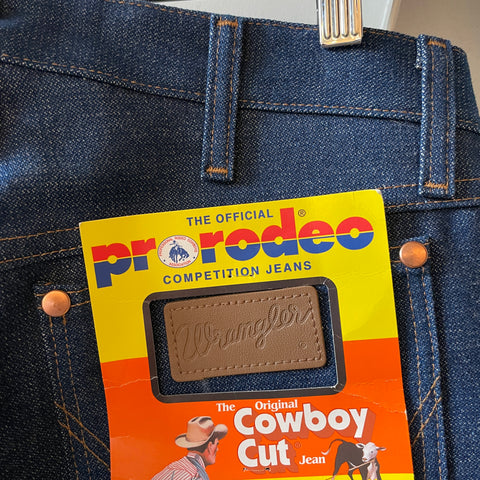 THE OFFICIAL
prorodeo®
COMPETITION JEANS
Wrangler®
The Original
Cowboy
Cut Jean